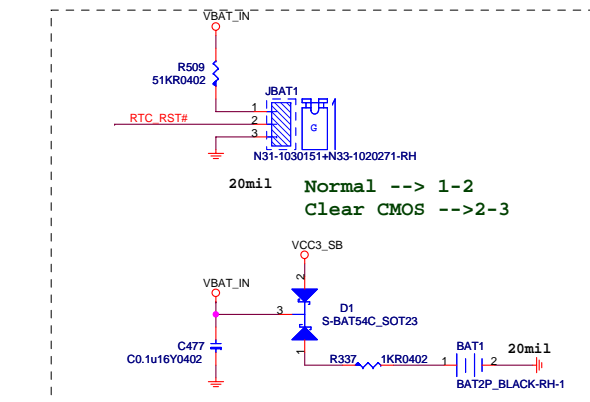 VBAT_IN
R509
51KR0402
JBAT1
1
RTC_RST#
2
3
G
N31-1030151+N33-1020271-RH
20mil
Normal --> 1-2
Clear CMOS -->2-3
VCC3_SB
2
VBAT_IN
3
D1
S-BAT54C_SOT23
C477
C0.1u16Y0402
1
R337
1KR0402
1
BAT1
2
20mil
BAT2P_BLACK-RH-1